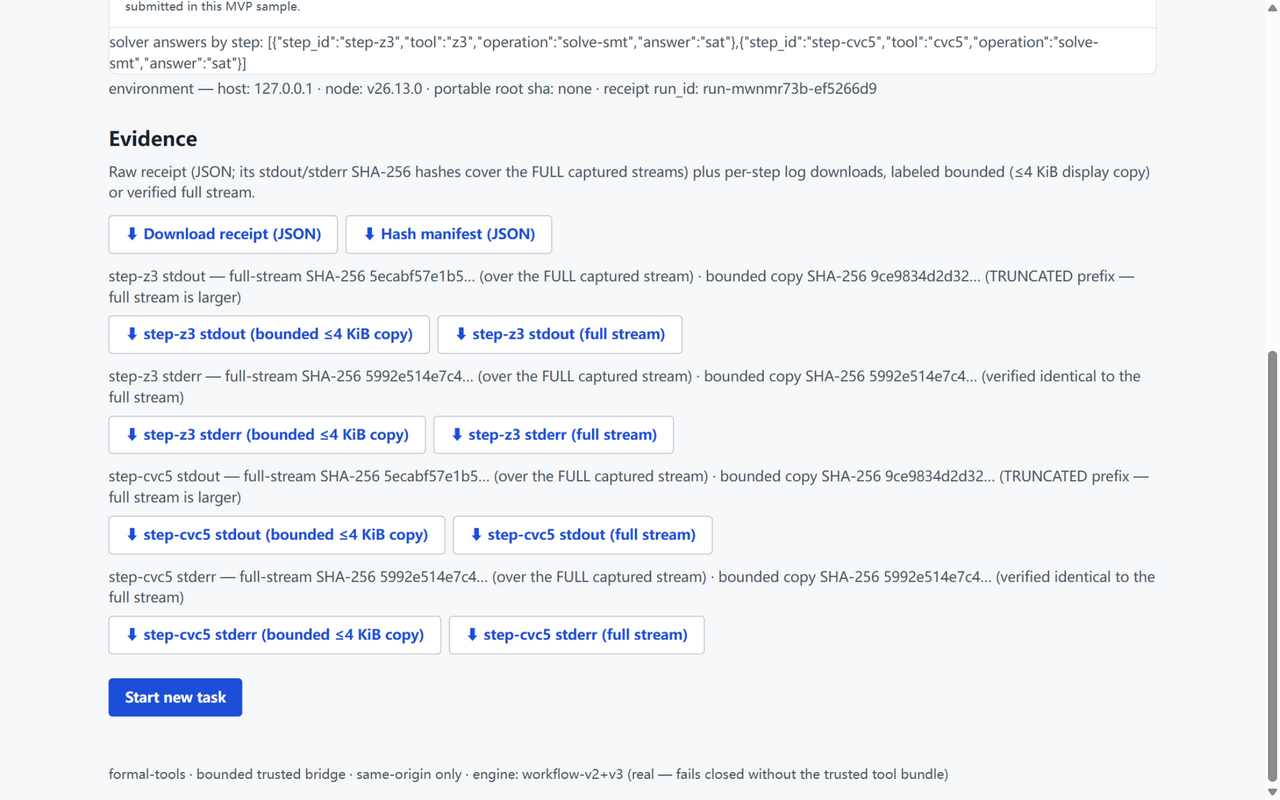 submitted in this MVP sample.
solver answers by step: [{"step_id":"step-z3","tool":"z3","operation":"solve-smt","answer":"sat"},{"step_id":"step-cvc5","tool":"cvc5","operation":"solve-
smt","answer":"sat"}]
environment — host: 127.0.0.1 · node: v26.13.0 · portable root sha: none · receipt run_id: run-mwnmr73b-ef5266d9
Evidence
Raw receipt (JSON; its stdout/stderr SHA-256 hashes cover the FULL captured streams) plus per-step log downloads, labeled bounded (≤4 KiB display copy)
or verified full stream.
⬇ Download receipt (JSON) ⬇ Hash manifest (JSON)
step-z3 stdout — full-stream SHA-256 5ecabf57e1b5… (over the FULL captured stream) · bounded copy SHA-256 9ce9834d2d32… (TRUNCATED prefix —
full stream is larger)
⬇ step-z3 stdout (bounded ≤4 KiB copy) ⬇ step-z3 stdout (full stream)
step-z3 stderr — full-stream SHA-256 5992e514e7c4… (over the FULL captured stream) · bounded copy SHA-256 5992e514e7c4… (verified identical to the
full stream)
⬇ step-z3 stderr (bounded ≤4 KiB copy) ⬇ step-z3 stderr (full stream)
step-cvc5 stdout — full-stream SHA-256 5ecabf57e1b5… (over the FULL captured stream) · bounded copy SHA-256 9ce9834d2d32… (TRUNCATED prefix —
full stream is larger)
⬇ step-cvc5 stdout (bounded ≤4 KiB copy) ⬇ step-cvc5 stdout (full stream)
step-cvc5 stderr — full-stream SHA-256 5992e514e7c4… (over the FULL captured stream) · bounded copy SHA-256 5992e514e7c4… (verified identical to the
full stream)
⬇ step-cvc5 stderr (bounded ≤4 KiB copy) ⬇ step-cvc5 stderr (full stream)
Start new task
formal-tools · bounded trusted bridge · same-origin only · engine: workflow-v2+v3 (real — fails closed without the trusted tool bundle)